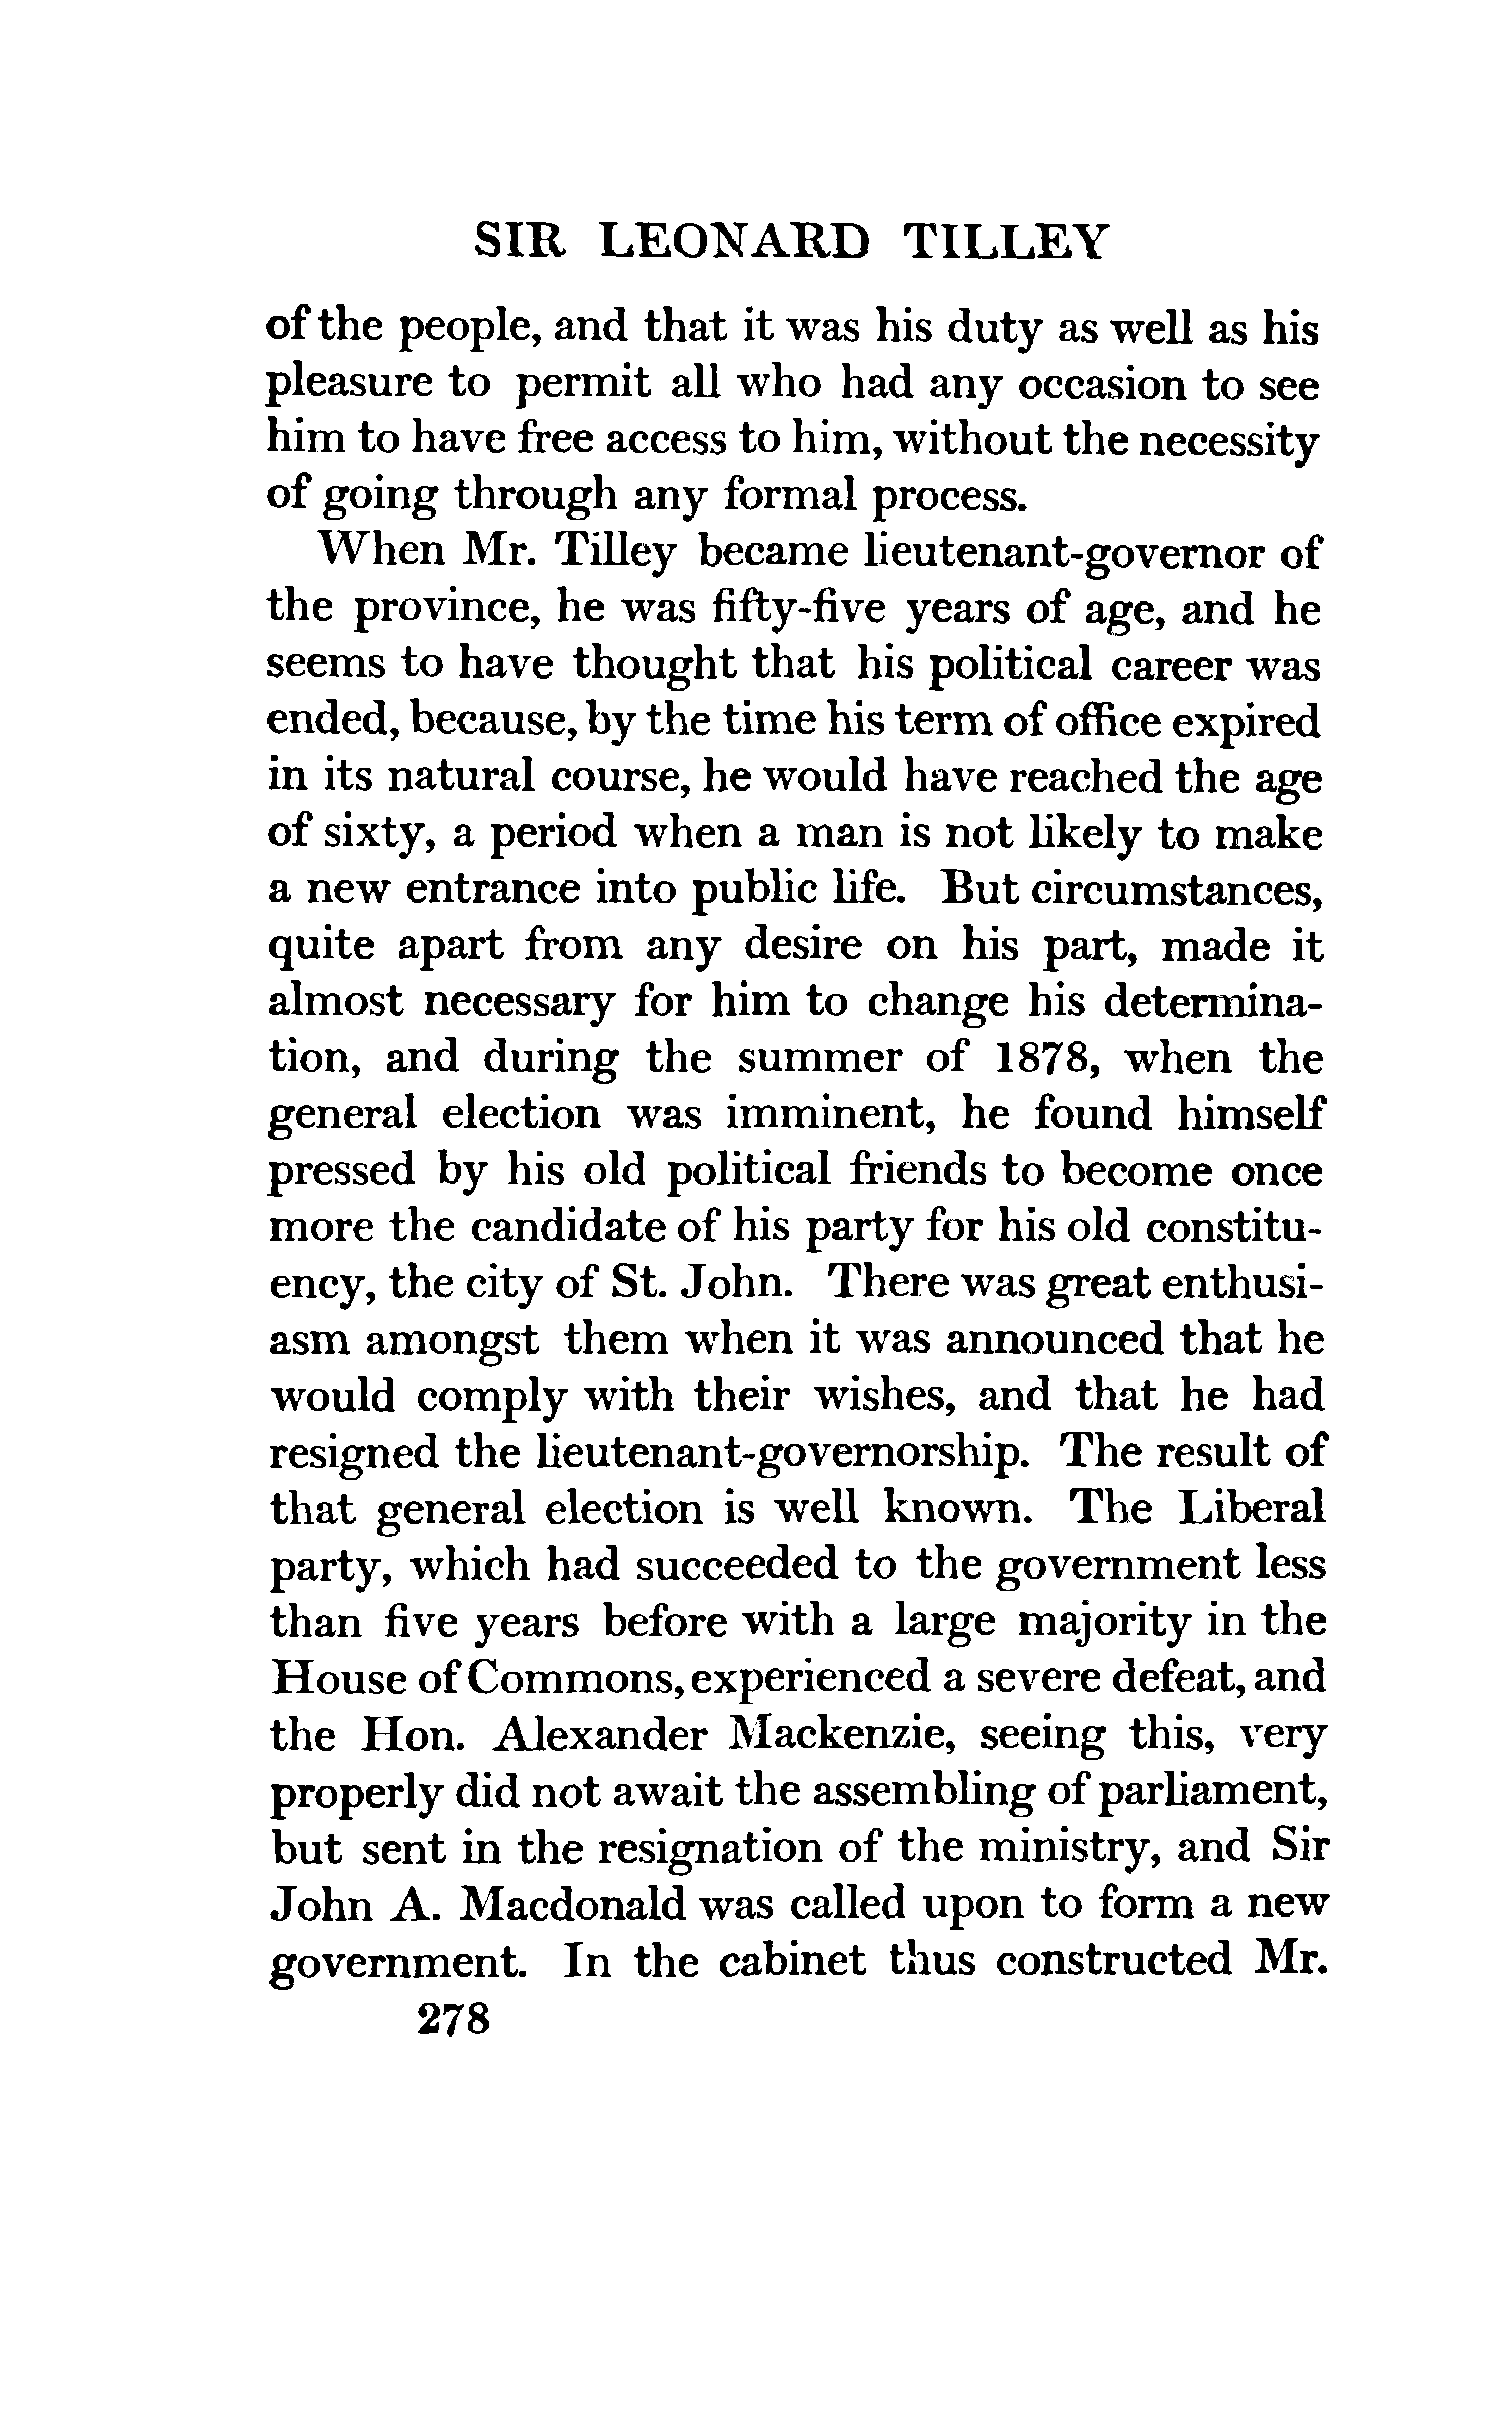 SIR LEONARD TILLEY
of the people, and that it was his duty as well as his
pleasure to permit all who had any occasion to see
him to have free access to him, without the necessity
of going through any formal process.
When Mr. Tilley became lieutenant-governor of
the province, he was fifty-five years of age, and he
seems to have thought that his political career was
ended, because, by the time his term of office expired
in its natural course, he would have reached the age
of sixty, a period when a man is not likely to make
a new entrance into public life. But circumstances,
quite apart from any desire on his part, made it
almost necessary for him to change his determina-
tion, and during the summer of 1878, when the
general election was imminent, he found himself
pressed by his old political friends to become once
more the candidate of his party for his old constitu-
ency, the city of St. John. There was great enthusi-
asm amongst them when it was announced that he
would comply with their wishes, and that he had
resigned the lieutenant-governorship. The result of
that general election is well known. The Liberal
party, which had succeeded to the government less
than five years before with a large majority in the
House of Commons, experienced a severe defeat, and
the Hon. Alexander Mackenzie, seeing this, very
properly did not await the assembling of parliament,
but sent in the resignation of the ministry, and Sir
John A. Macdonald was called upon to form a new
government. In the cabinet thus constructed Mr.
278